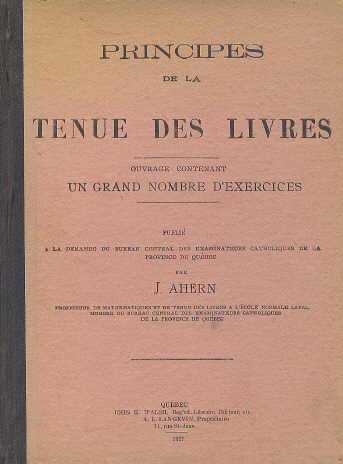 PRINCIPES
DE LA
TENUE DES LIVRES
OUVRAGE CONTENANT
UN GRAND NOMBRE D'EXERCICES
PUBLIÉ
A LA DEMANDE DU BUREAU CENTRAL DES EXAMINATEURS CATHOLIQUES DE LA
PROVINCE DE QUÉBEC
PAR
J. AHERN
PROFESSEUR DE MATHÉMATIQUES ET DE TENUE DES LIVRES A L'ÉCOLE NORMALE LAVAL,
MEMBRE DU BUREAU CENTRAL DES EXAMINATEURS CATHOLIQUES
DE LA PROVINCE DE QUÉBEC
QUÉBEC
JOHN E. WALSH, Reg'ed. Libraire Éditeur, etc.
A. L. LANGEVIN, Propriétaire
11, rue St-Jean
1927